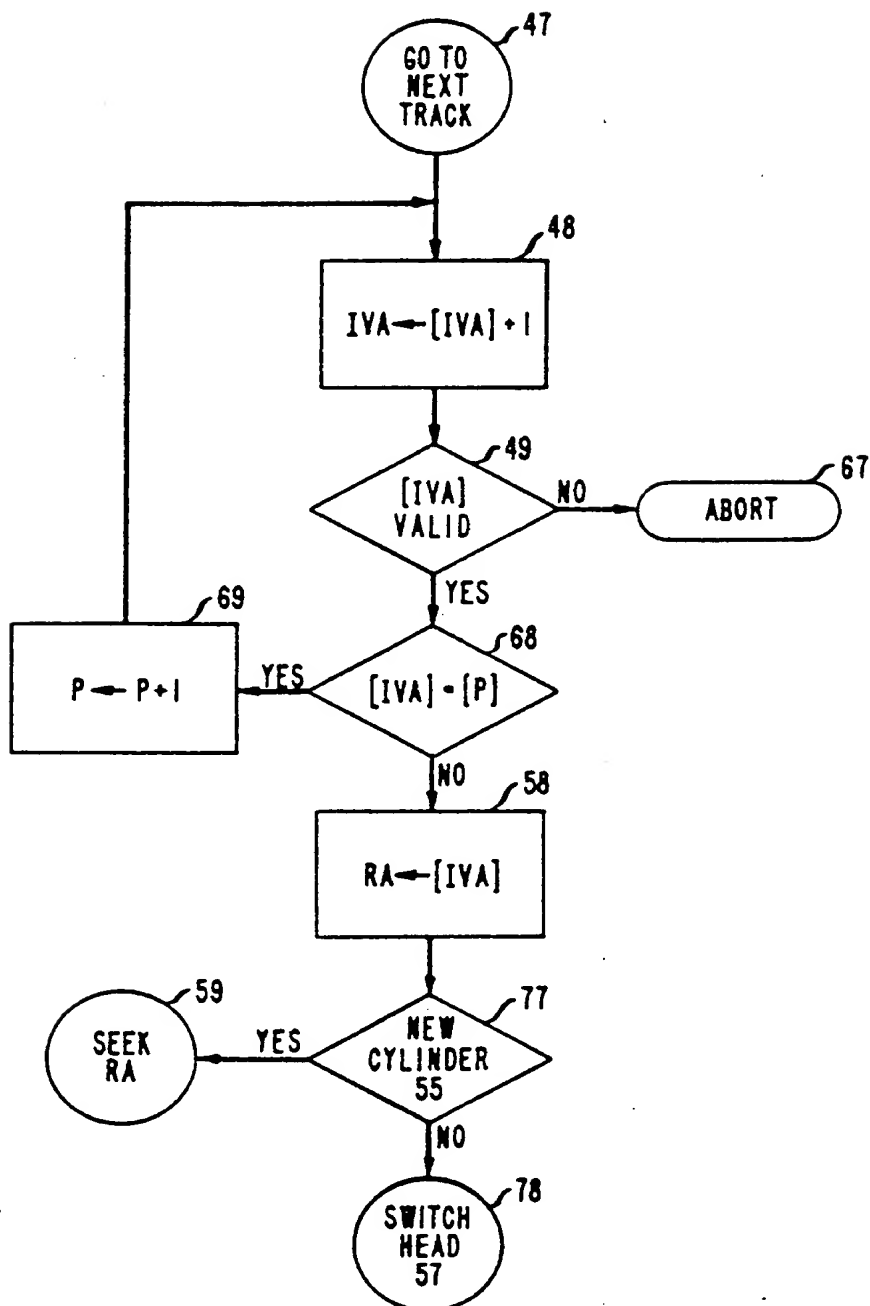 47
GO TO
NEXT
TRACK
48
IVA←[IVA]+1
49
[IVA]
VALID
NO
67
ABORT
YES
69
P←P+1
68
YES
[IVA]=[P]
NO
58
RA←[IVA]
59
SEEK
RA
YES
77
NEW
CYLINDER
55
NO
78
SWITCH
HEAD
57